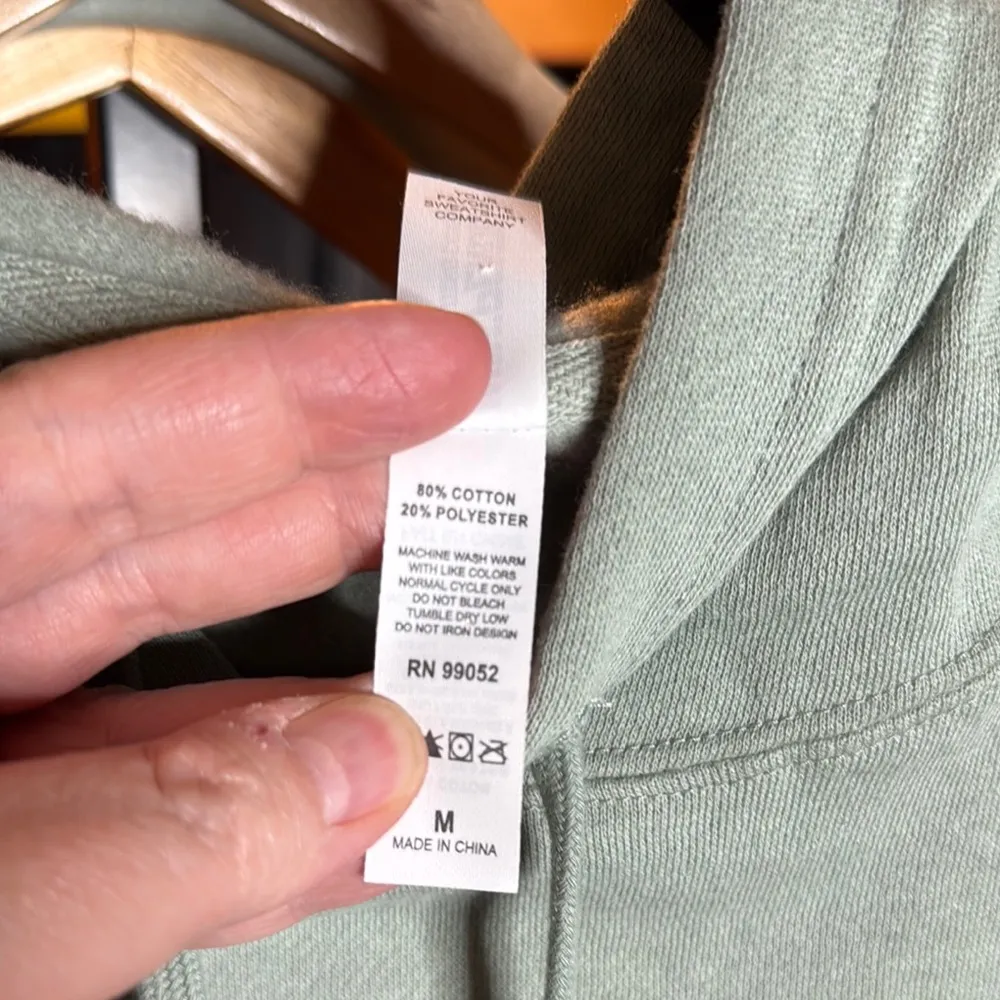 YOUR
FAVORITE
SWEATSHIRT
COMPANY
80% COTTON
20% POLYESTER
MACHINE WASH WARM
WITH LIKE COLORS
NORMAL CYCLE ONLY
DO NOT BLEACH
TUMBLE DRY LOW
DO NOT IRON DESIGN
RN 99052
M
MADE IN CHINA